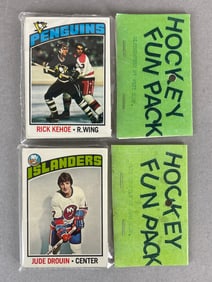 PENGUINS
RICK KEHOE • R. WING
HOCKEY
FUN PACK
ISLANDERS
JUDE DROUIN • CENTER
HOCKEY
FUN PACK